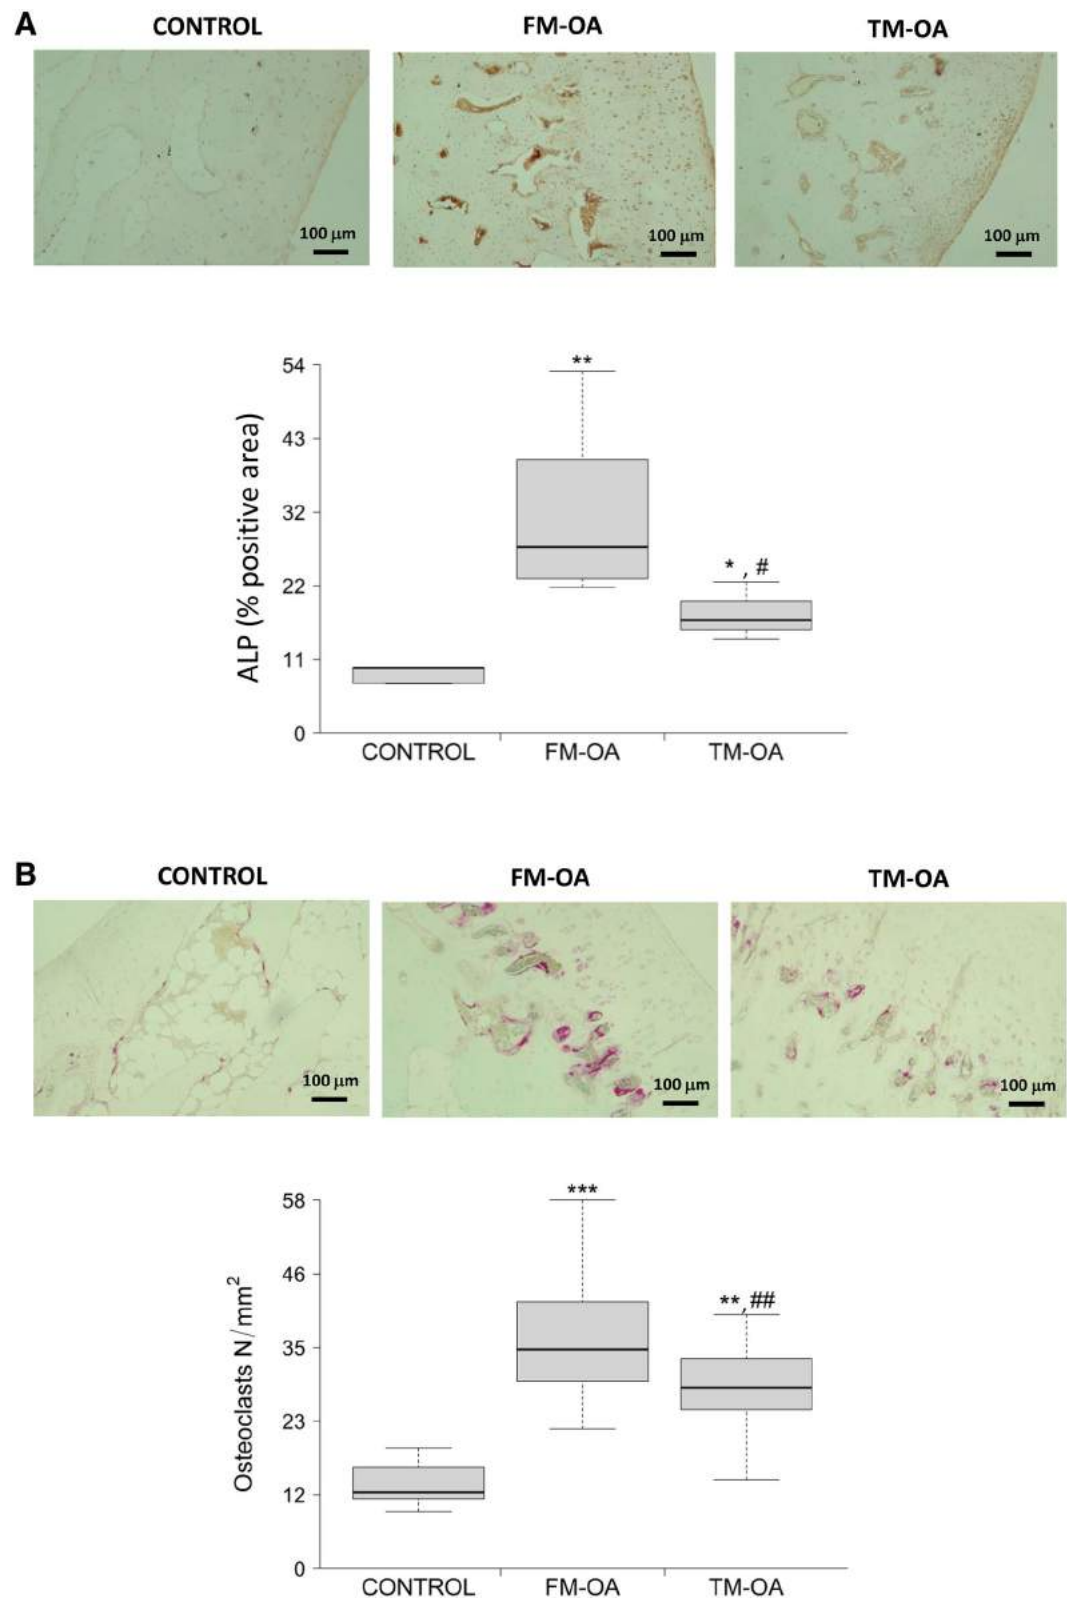 A
CONTROL FM-OA TM-OA
100 μm 100 μm 100 μm
ALP (% positive area)
54
43
32
22
11
0
**
* , #
CONTROL FM-OA TM-OA
B
CONTROL FM-OA TM-OA
100 μm 100 μm 100 μm
Osteoclasts N/mm²
58
46
35
23
12
0
***
**,##
CONTROL FM-OA TM-OA